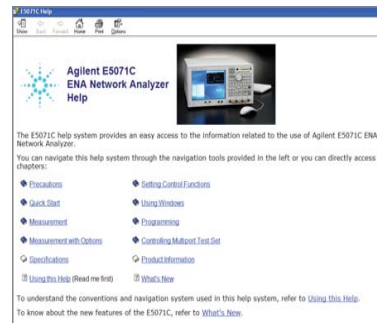 E5071C Help
Show Back Forward Home Print Options
Agilent E5071C
ENA Network Analyzer
Help
The E5071C help system provides an easy access to the information related to the use of Agilent E5071C ENA
Network Analyzer.
You can navigate this help system through the navigation tools provided in the left or you can directly access
chapters:
Precautions Setting Control Functions
Quick Start Using Windows
Measurement Programming
Measurement with Options Controlling Multiport Test Set
Specifications Product Information
Using this Help (Read me first) What's New
To understand the conventions and navigation system used in this help system, refer to Using this Help.
To know about the new features of the E5071C, refer to What's New.